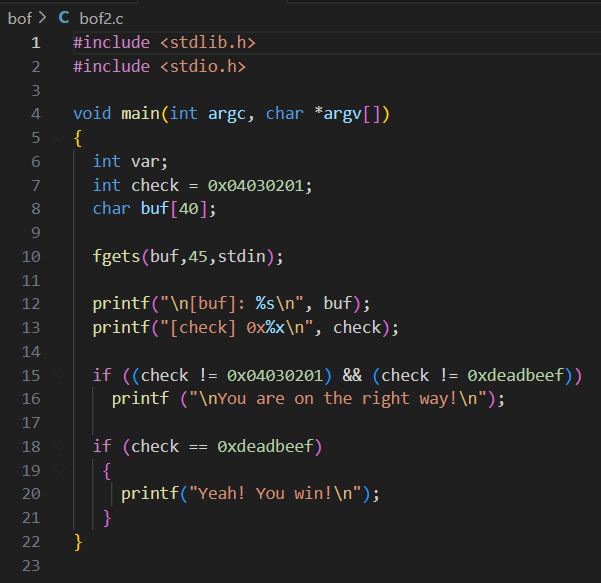 bof > C bof2.c
1 #include <stdlib.h>
2 #include <stdio.h>
3
4 void main(int argc, char *argv[])
5 {
6   int var;
7   int check = 0x04030201;
8   char buf[40];
9
10   fgets(buf,45,stdin);
11
12   printf("\n[buf]: %s\n", buf);
13   printf("[check] 0x%x\n", check);
14
15   if ((check != 0x04030201) && (check != 0xdeadbeef))
16     printf ("\nYou are on the right way!\n");
17
18   if (check == 0xdeadbeef)
19    {
20      printf("Yeah! You win!\n");
21    }
22 }
23